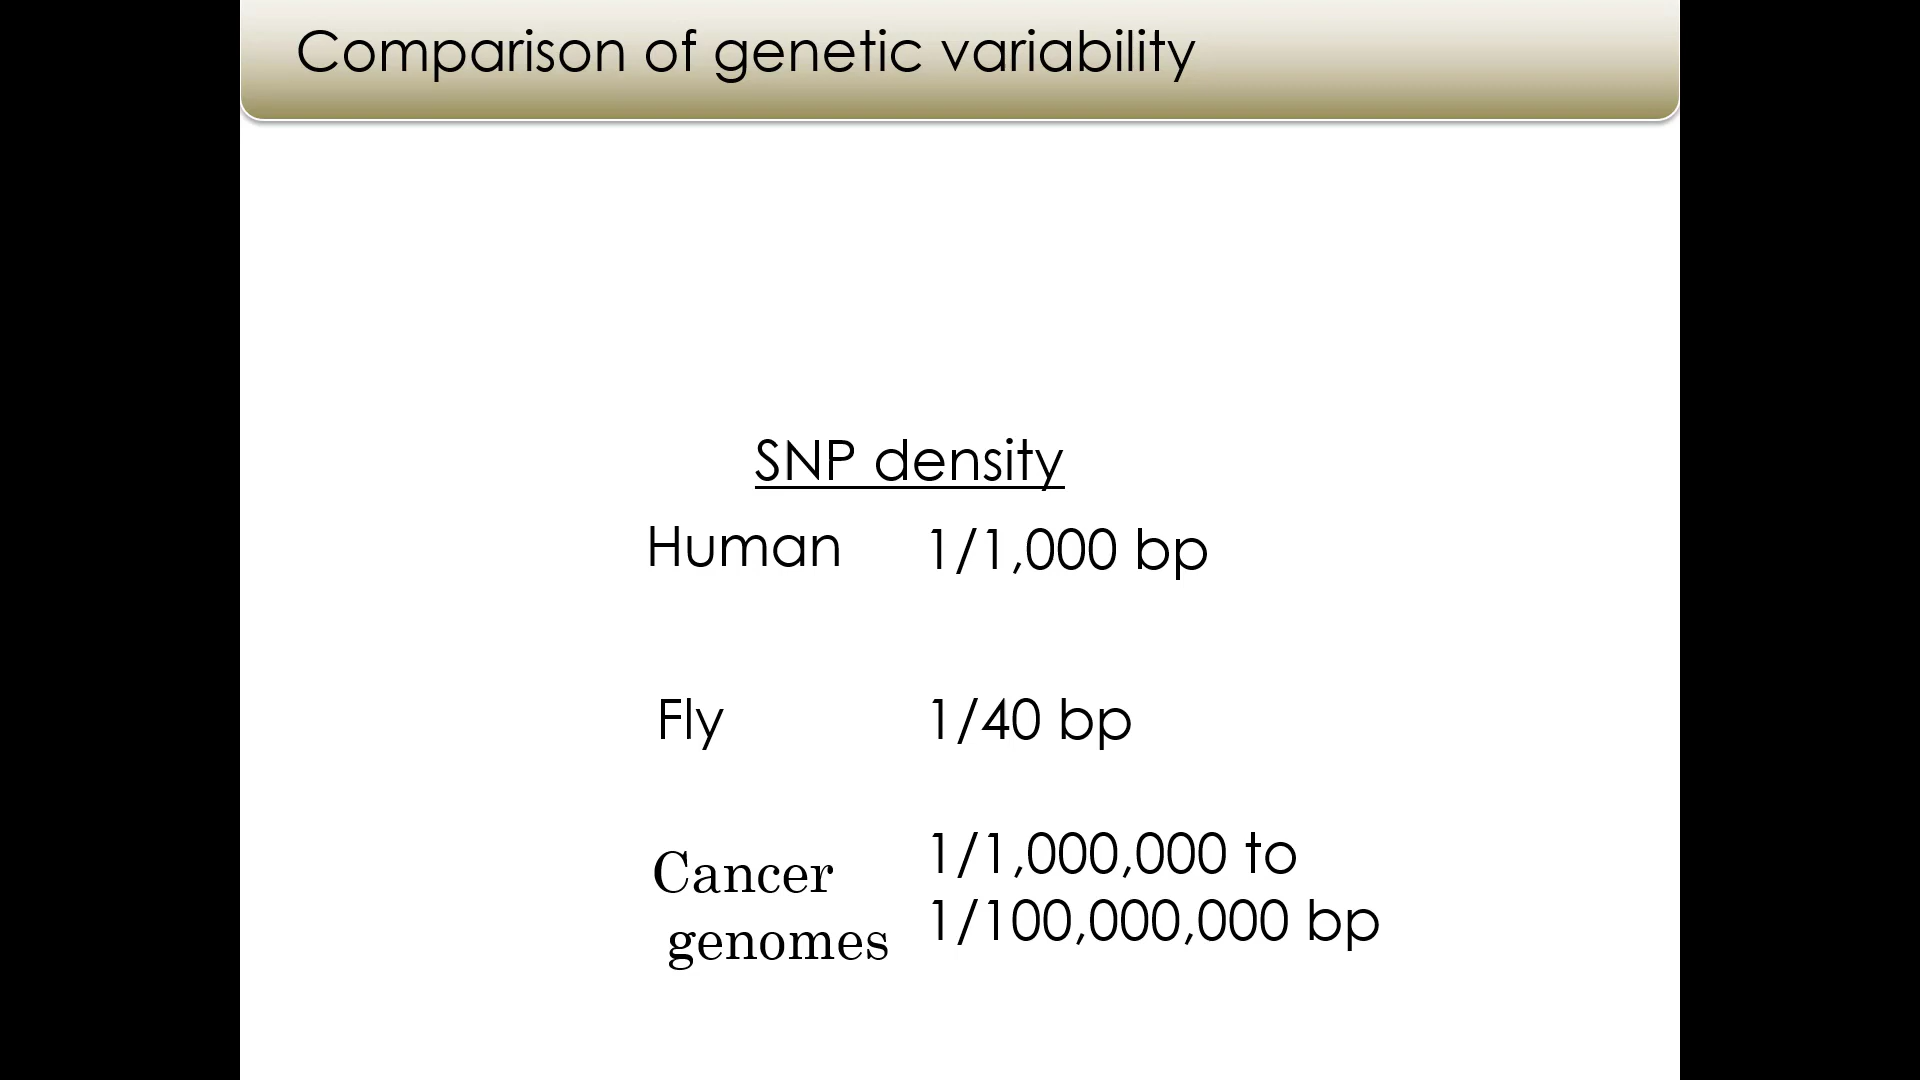 Comparison of genetic variability
SNP density
Human 1/1,000 bp
Fly 1/40 bp
Cancer
genomes
1/1,000,000 to
1/100,000,000 bp